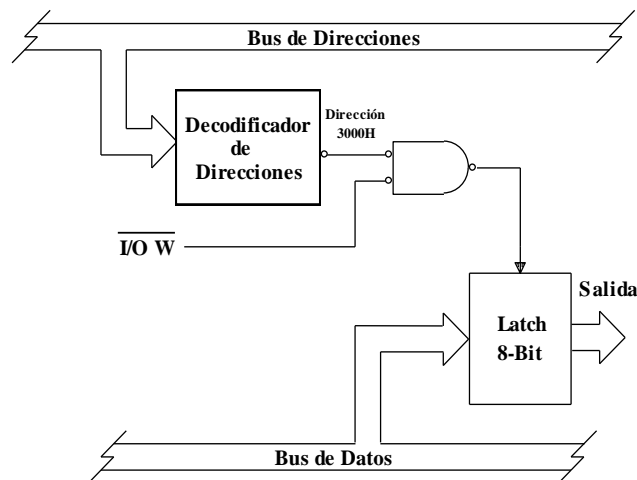 Bus de Direcciones
Decodificador
de
Direcciones
Dirección
3000H
I/O W
Salida
Latch
8-Bit
Bus de Datos